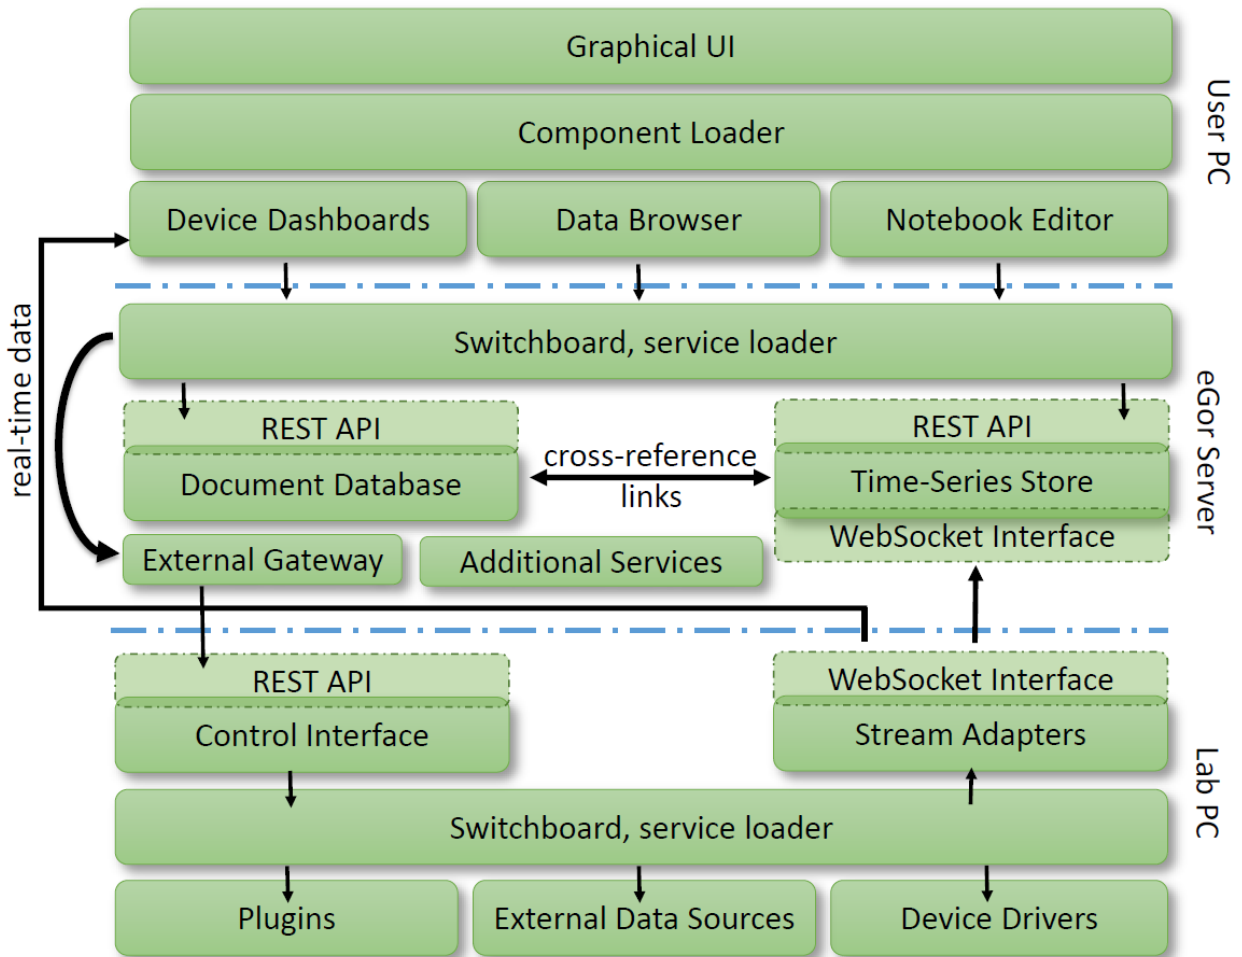 Graphical UI
Component Loader
Device Dashboards
Data Browser
Notebook Editor
User PC
real-time data
Switchboard, service loader
REST API
Document Database
cross-reference
links
REST API
Time-Series Store
WebSocket Interface
External Gateway
Additional Services
eGor Server
REST API
Control Interface
WebSocket Interface
Stream Adapters
Switchboard, service loader
Plugins
External Data Sources
Device Drivers
Lab PC